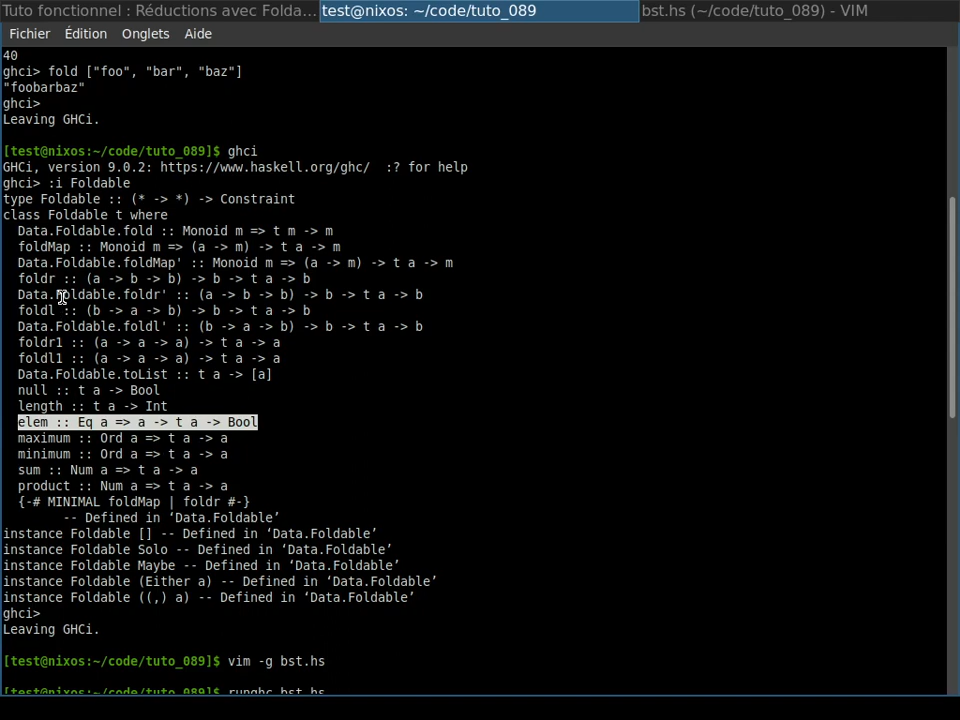 Tuto fonctionnel : Réductions avec Folda... test@nixos: ~/code/tuto_089 bst.hs (~/code/tuto_089) - VIM
Fichier Édition Onglets Aide
40
ghci> fold ["foo", "bar", "baz"]
"foobarbaz"
ghci>
Leaving GHCi.
[test@nixos:~/code/tuto_089]$ ghci
GHCi, version 9.0.2: https://www.haskell.org/ghc/  :? for help
ghci> :i Foldable
type Foldable :: (* -> *) -> Constraint
class Foldable t where
  Data.Foldable.fold :: Monoid m => t m -> m
  foldMap :: Monoid m => (a -> m) -> t a -> m
  Data.Foldable.foldMap' :: Monoid m => (a -> m) -> t a -> m
  foldr :: (a -> b -> b) -> b -> t a -> b
  Data.Foldable.foldr' :: (a -> b -> b) -> b -> t a -> b
  foldl :: (b -> a -> b) -> b -> t a -> b
  Data.Foldable.foldl' :: (b -> a -> b) -> b -> t a -> b
  foldr1 :: (a -> a -> a) -> t a -> a
  foldl1 :: (a -> a -> a) -> t a -> a
  Data.Foldable.toList :: t a -> [a]
  null :: t a -> Bool
  length :: t a -> Int
  elem :: Eq a => a -> t a -> Bool
  maximum :: Ord a => t a -> a
  minimum :: Ord a => t a -> a
  sum :: Num a => t a -> a
  product :: Num a => t a -> a
  {-# MINIMAL foldMap | foldr #-}
        -- Defined in ‘Data.Foldable’
instance Foldable [] -- Defined in ‘Data.Foldable’
instance Foldable Solo -- Defined in ‘Data.Foldable’
instance Foldable Maybe -- Defined in ‘Data.Foldable’
instance Foldable (Either a) -- Defined in ‘Data.Foldable’
instance Foldable ((,) a) -- Defined in ‘Data.Foldable’
ghci>
Leaving GHCi.
[test@nixos:~/code/tuto_089]$ vim -g bst.hs
[test@nixos:~/code/tuto_089]$ runghc bst.hs